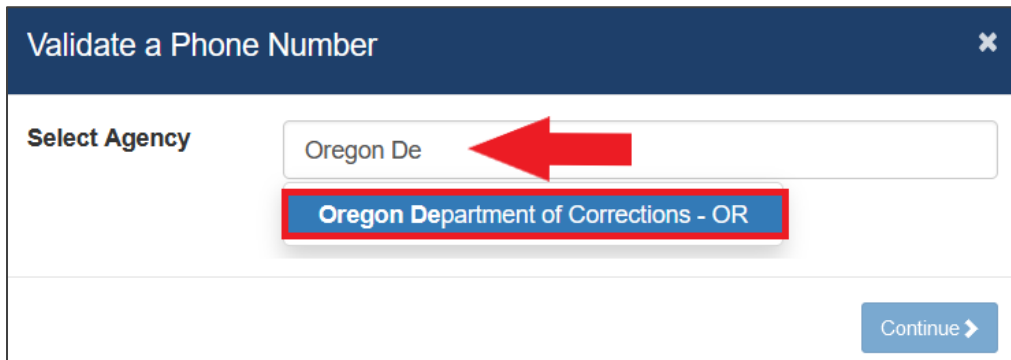 Validate a Phone Number ✖
Select Agency
Oregon De
Oregon Department of Corrections - OR
Continue ❯